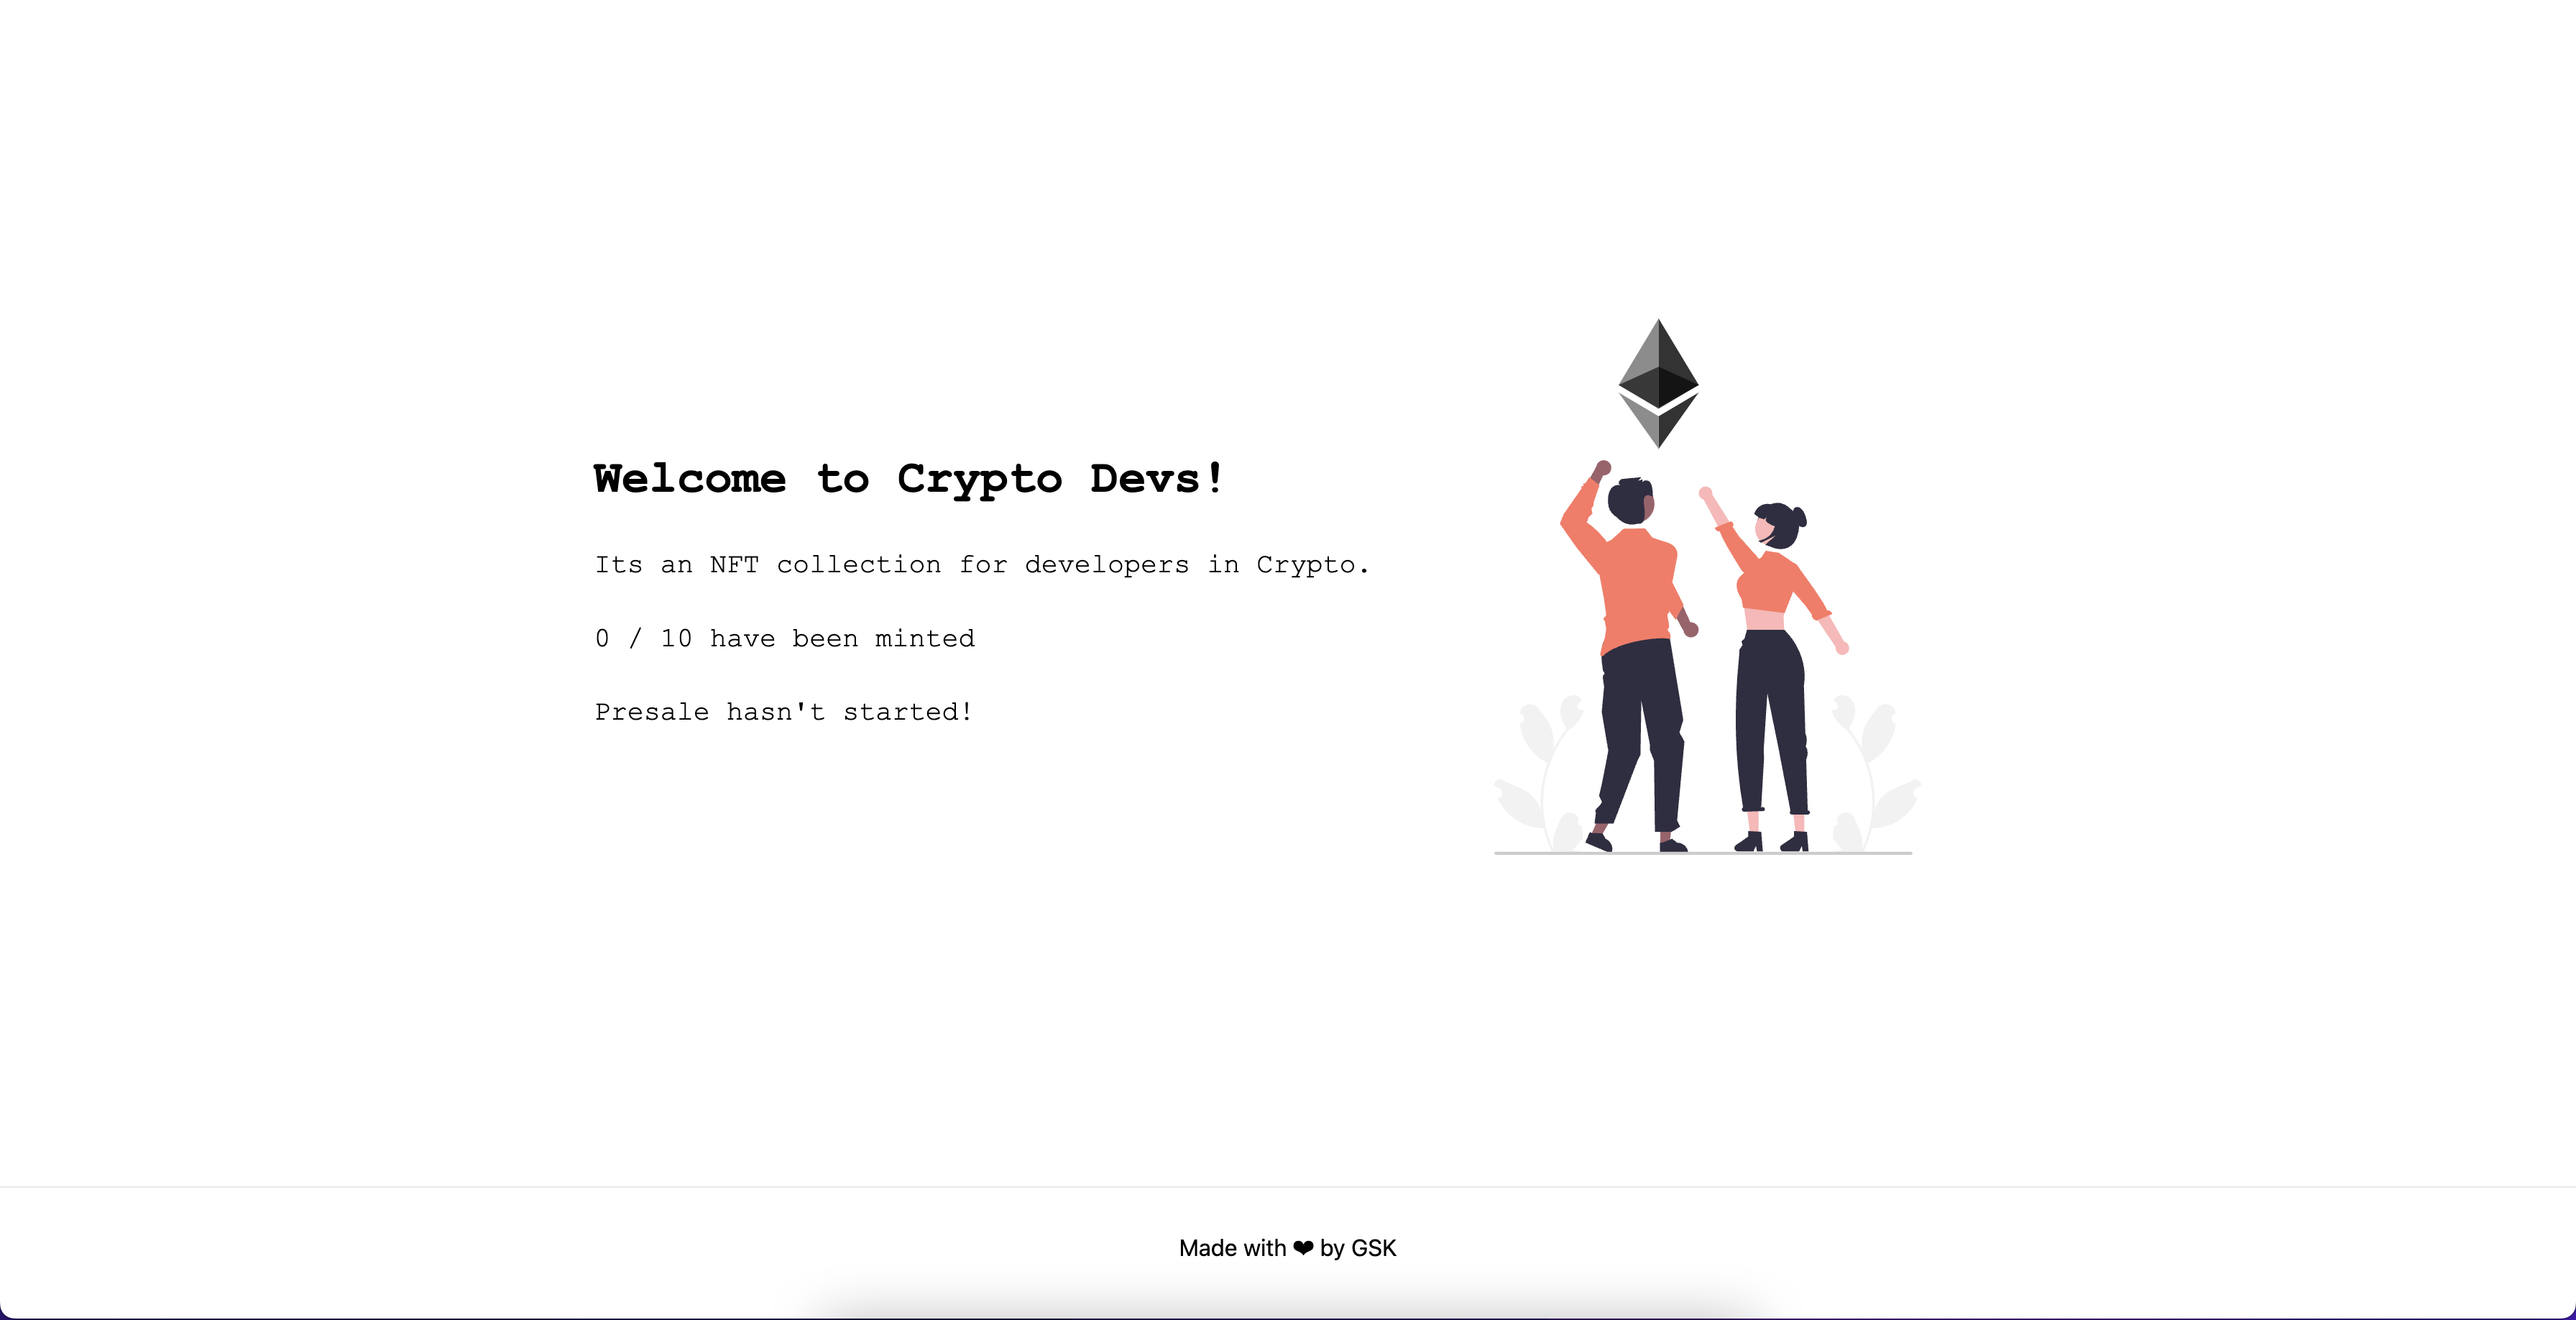 Welcome to Crypto Devs!
Its an NFT collection for developers in Crypto.
0 / 10 have been minted
Presale hasn't started!
Made with ❤ by GSK